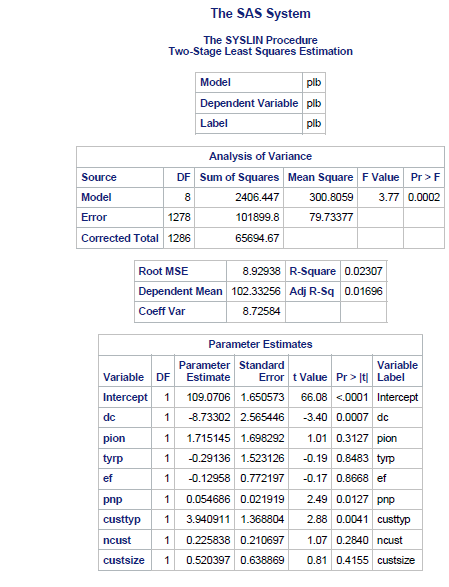 The SAS System
The SYSLIN Procedure
Two-Stage Least Squares Estimation
Model plb
Dependent Variable plb
Label plb
Analysis of Variance
Source DF Sum of Squares Mean Square F Value Pr > F
Model 8 2406.447 300.8059 3.77 0.0002
Error 1278 101899.8 79.73377
Corrected Total 1286 65694.67
Root MSE 8.92938 R-Square 0.02307
Dependent Mean 102.33256 Adj R-Sq 0.01696
Coeff Var 8.72584
Parameter Estimates
Variable DF Parameter Estimate Standard Error t Value Pr > |t| Variable Label
Intercept 1 109.0706 1.650573 66.08 <.0001 Intercept
dc 1 -8.73302 2.565446 -3.40 0.0007 dc
pion 1 1.715145 1.698292 1.01 0.3127 pion
tyrp 1 -0.29136 1.523126 -0.19 0.8483 tyrp
ef 1 -0.12958 0.772197 -0.17 0.8668 ef
pnp 1 0.054686 0.021919 2.49 0.0127 pnp
custtyp 1 3.940911 1.368804 2.88 0.0041 custtyp
ncust 1 0.225838 0.210697 1.07 0.2840 ncust
custsize 1 0.520397 0.638869 0.81 0.4155 custsize